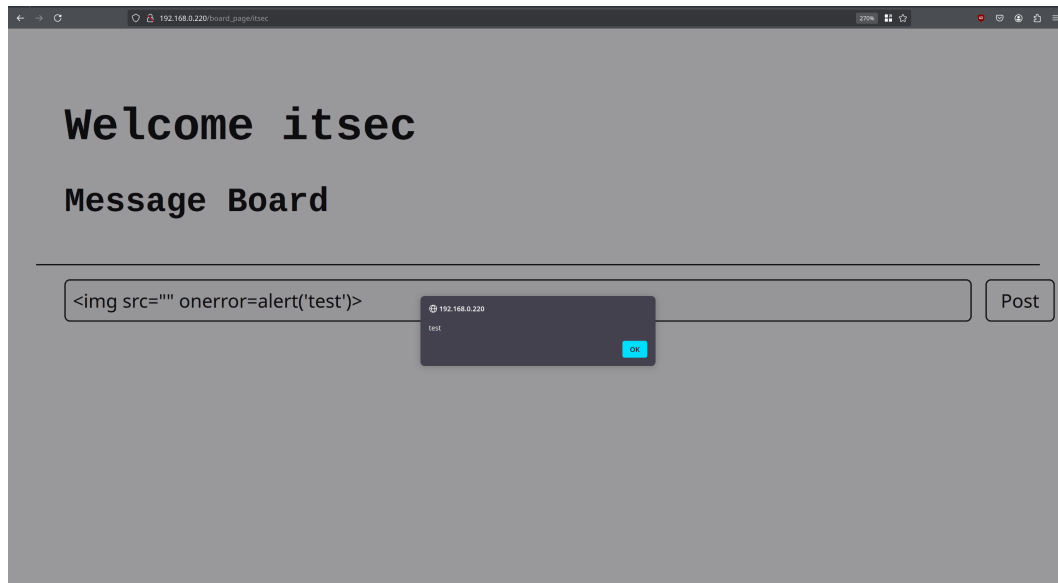 192.168.0.220/board_page/itsec
270%
Welcome itsec
Message Board
<img src="" onerror=alert('test')>
Post
192.168.0.220
test
OK